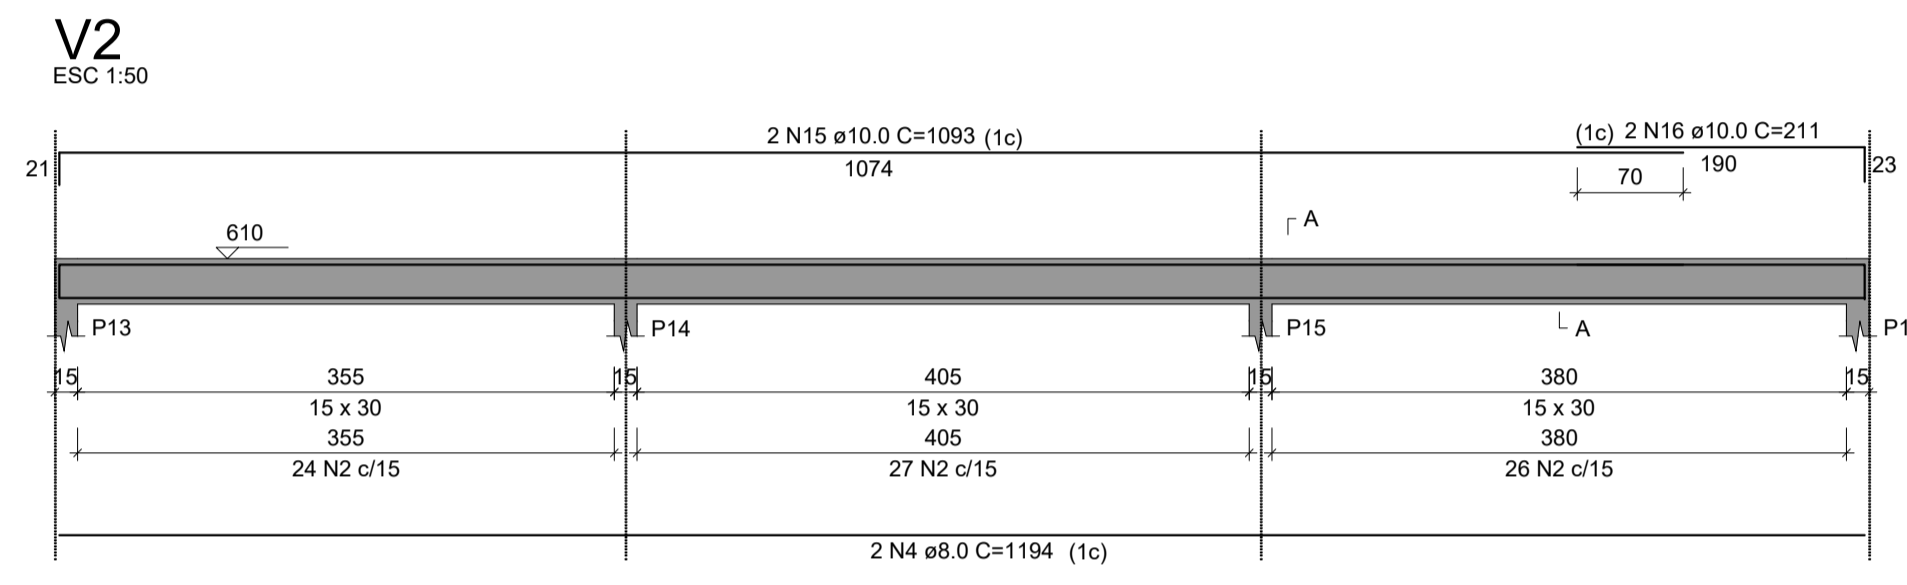 V2
ESC 1:50
2 N15 ø10.0 C=1093 (1c)
(1c) 2 N16 ø10.0 C=211
21
1074
190
23
70
A
610
P13
P14
P15
A
P1
15
355
15
405
15
380
15
15 x 30
15 x 30
15 x 30
355
405
380
24 N2 c/15
27 N2 c/15
26 N2 c/15
2 N4 ø8.0 C=1194 (1c)